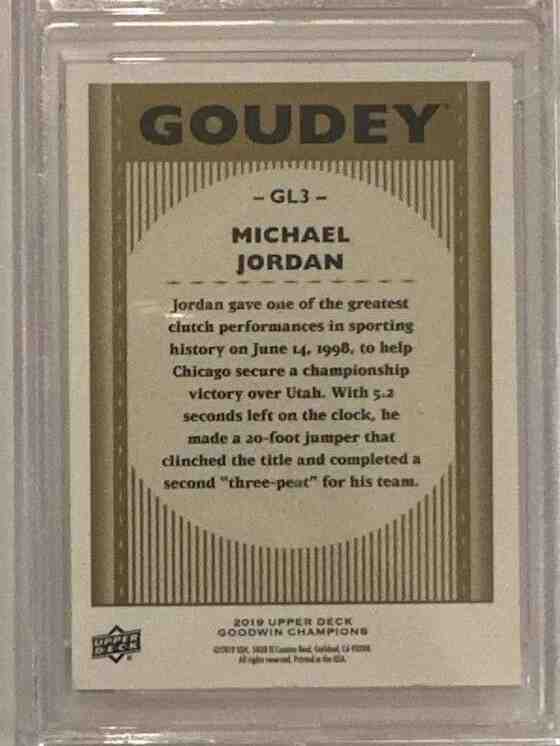 GOUDEY™
– GL3 –
MICHAEL
JORDAN
Jordan gave one of the greatest
clutch performances in sporting
history on June 14, 1998, to help
Chicago secure a championship
victory over Utah. With 5.2
seconds left on the clock, he
made a 20-foot jumper that
clinched the title and completed a
second "three-peat" for his team.
2019 UPPER DECK
GOODWIN CHAMPIONS
UPPER
DECK
©2019 UDC, 5830 El Camino Real, Carlsbad, CA 92008.
All rights reserved. Printed in the USA.